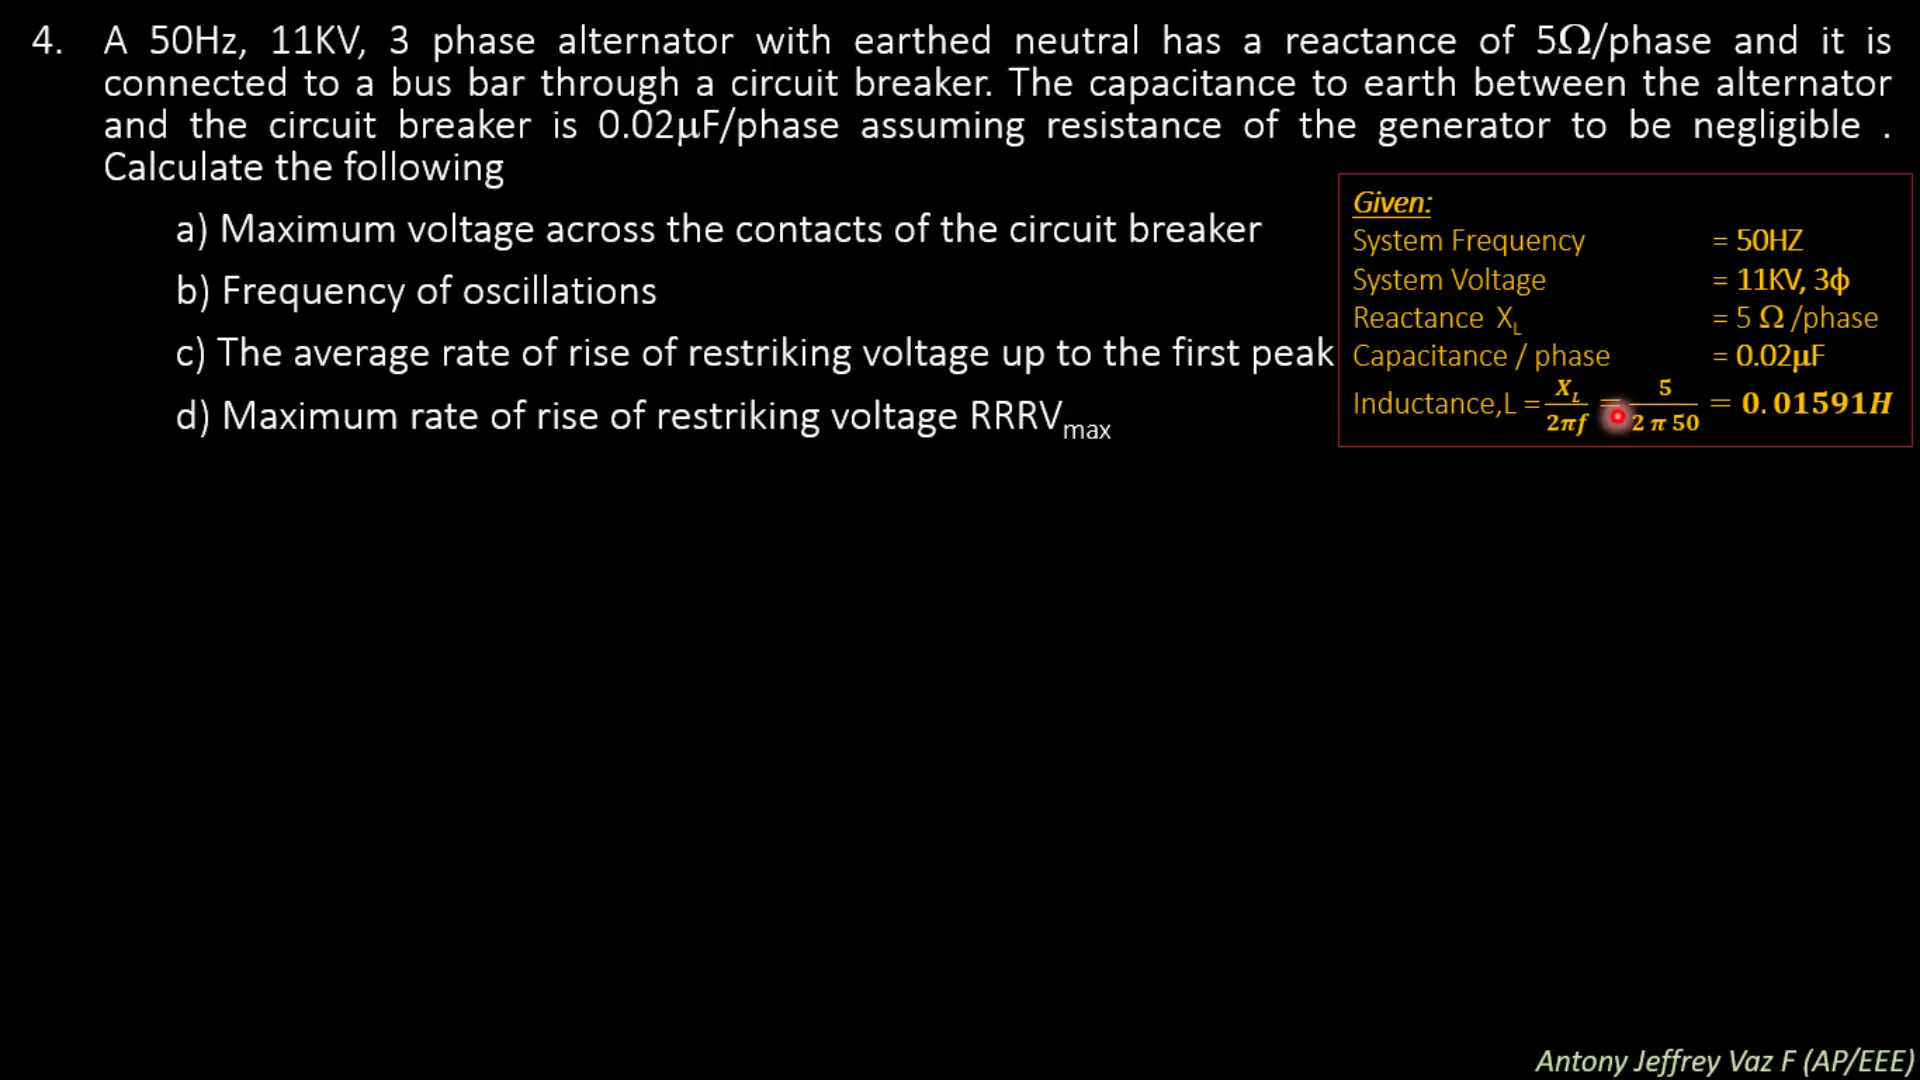 4. A 50Hz, 11KV, 3 phase alternator with earthed neutral has a reactance of 5Ω/phase and it is
connected to a bus bar through a circuit breaker. The capacitance to earth between the alternator
and the circuit breaker is 0.02μF/phase assuming resistance of the generator to be negligible .
Calculate the following
a) Maximum voltage across the contacts of the circuit breaker
b) Frequency of oscillations
c) The average rate of rise of restriking voltage up to the first peak
d) Maximum rate of rise of restriking voltage RRRVmax
Given:
System Frequency = 50HZ
System Voltage = 11KV, 3ϕ
Reactance XL = 5 Ω /phase
Capacitance / phase = 0.02μF
Inductance,L = XL/2πf = 5/2 π 50 = 0.01591H
Antony Jeffrey Vaz F (AP/EEE)